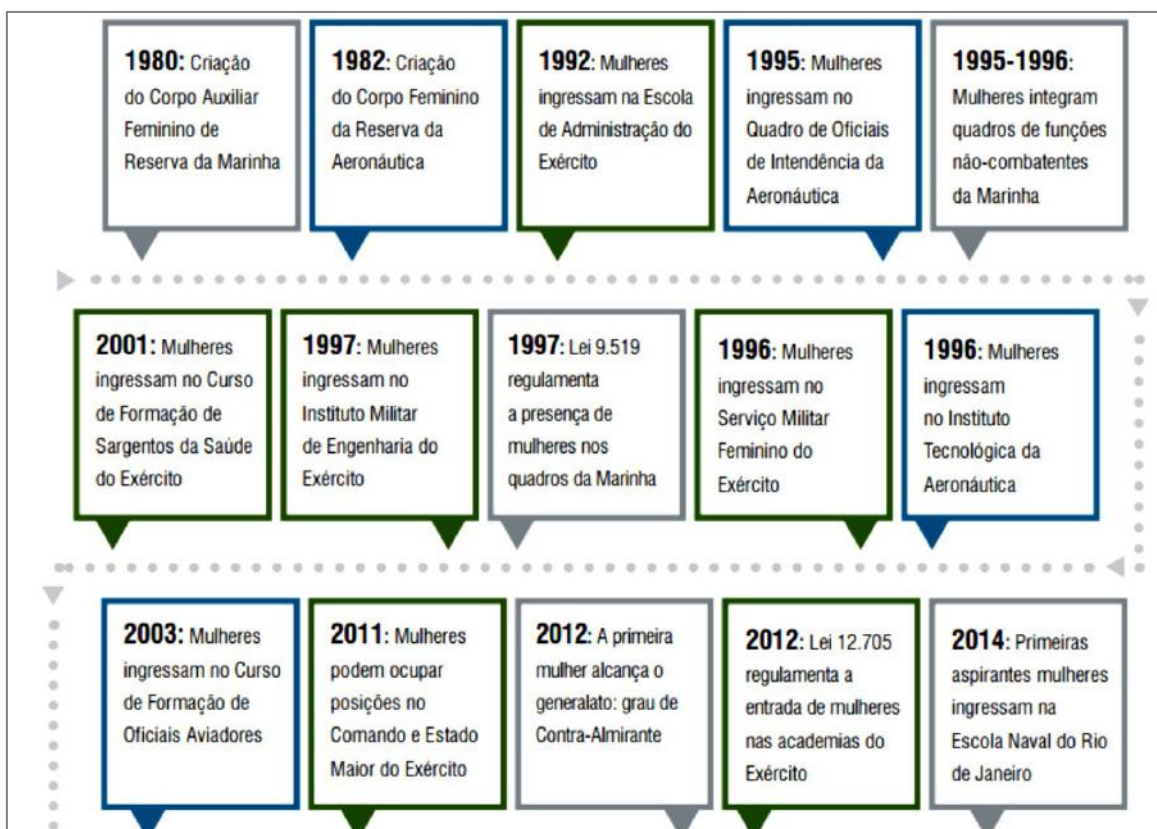 1980: Criação
do Corpo Auxiliar
Feminino de
Reserva da Marinha
1982: Criação
do Corpo Feminino
da Reserva da
Aeronáutica
1992: Mulheres
ingressam na Escola
de Administração do
Exército
1995: Mulheres
ingressam no
Quadro de Oficiais
de Intendência da
Aeronáutica
1995-1996:
Mulheres integram
quadros de funções
não-combatentes
da Marinha
2001: Mulheres
ingressam no Curso
de Formação de
Sargentos da Saúde
do Exército
1997: Mulheres
ingressam no
Instituto Militar
de Engenharia do
Exército
1997: Lei 9.519
regulamenta
a presença de
mulheres nos
quadros da Marinha
1996: Mulheres
ingressam no
Serviço Militar
Feminino do
Exército
1996: Mulheres
ingressam
no Instituto
Tecnológica da
Aeronáutica
2003: Mulheres
ingressam no Curso
de Formação de
Oficiais Aviadores
2011: Mulheres
podem ocupar
posições no
Comando e Estado
Maior do Exército
2012: A primeira
mulher alcança o
generalato: grau de
Contra-Almirante
2012: Lei 12.705
regulamenta a
entrada de mulheres
nas academias do
Exército
2014: Primeiras
aspirantes mulheres
ingressam na
Escola Naval do Rio
de Janeiro